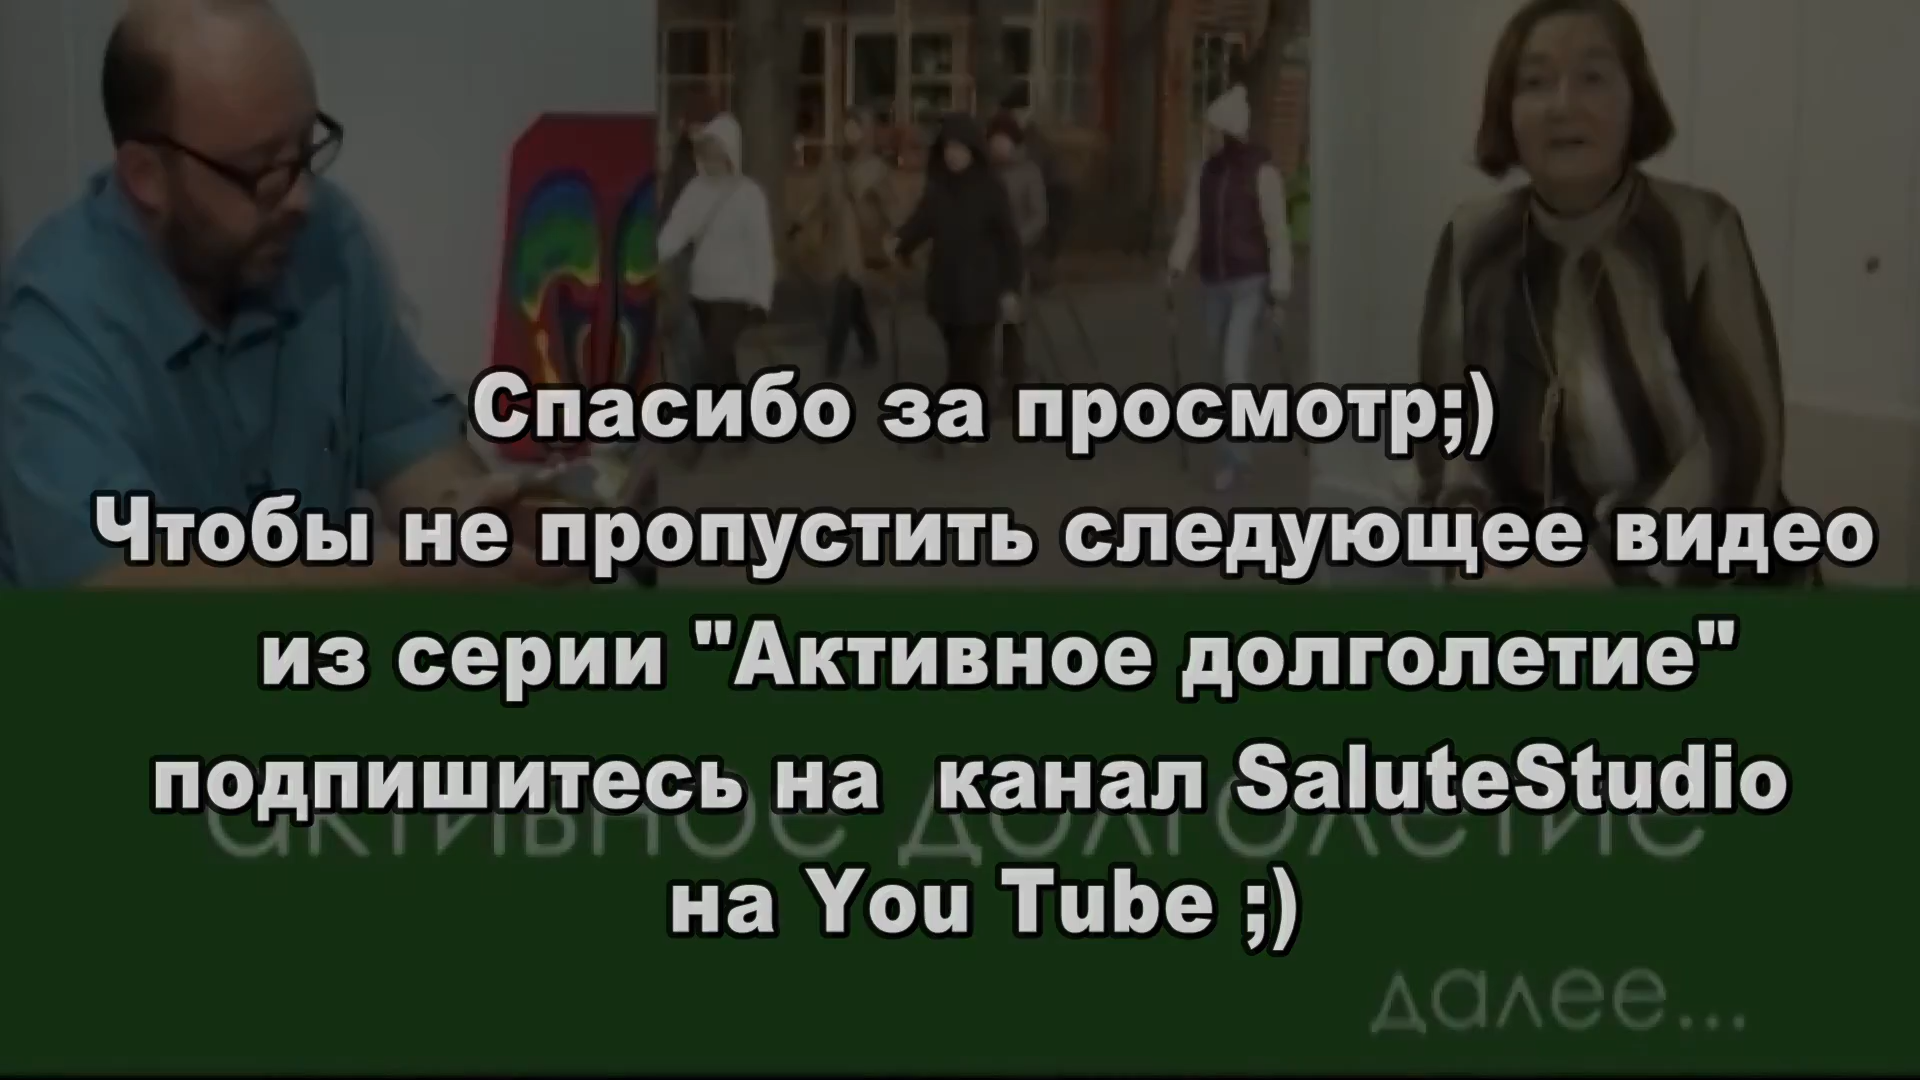 Спасибо за просмотр;)
Чтобы не пропустить следующее видео
из серии "Активное долголетие"
подпишитесь на канал SaluteStudio
активное долголетие
на You Tube ;)
далее...